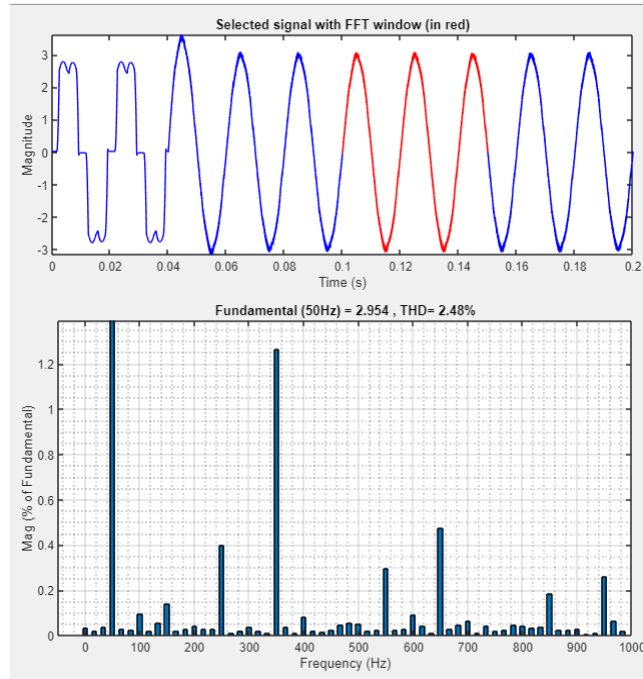 Selected signal with FFT window (in red)
3
2
1
0
-1
-2
-3
Magnitude
0 0.02 0.04 0.06 0.08 0.1 0.12 0.14 0.16 0.18 0.2
Time (s)
Fundamental (50Hz) = 2.954 , THD= 2.48%
1.2
1
0.8
0.6
0.4
0.2
0
Mag (% of Fundamental)
0 100 200 300 400 500 600 700 800 900 1000
Frequency (Hz)